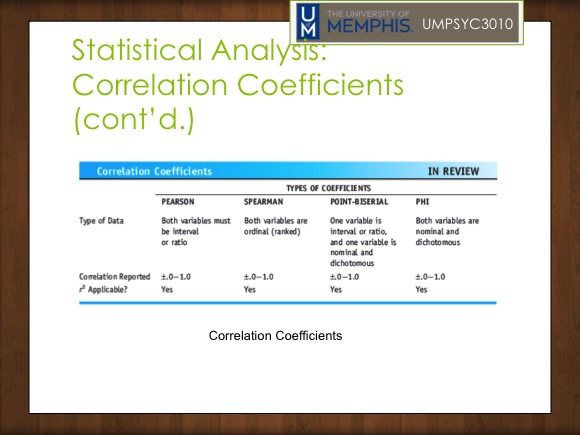 THE UNIVERSITY OF
MEMPHIS.
UM
UMPSYC3010
Statistical Analysis:
Correlation Coefficients
(cont’d.)
Correlation Coefficients IN REVIEW
TYPES OF COEFFICIENTS
PEARSON SPEARMAN POINT-BISERIAL PHI
Type of Data Both variables must Both variables are One variable is Both variables are
be interval ordinal (ranked) interval or ratio, nominal and
or ratio and one variable is dichotomous
nominal and
dichotomous
Correlation Reported ±.0–1.0 ±.0–1.0 ±.0–1.0 ±.0–1.0
r² Applicable? Yes Yes Yes Yes
Correlation Coefficients